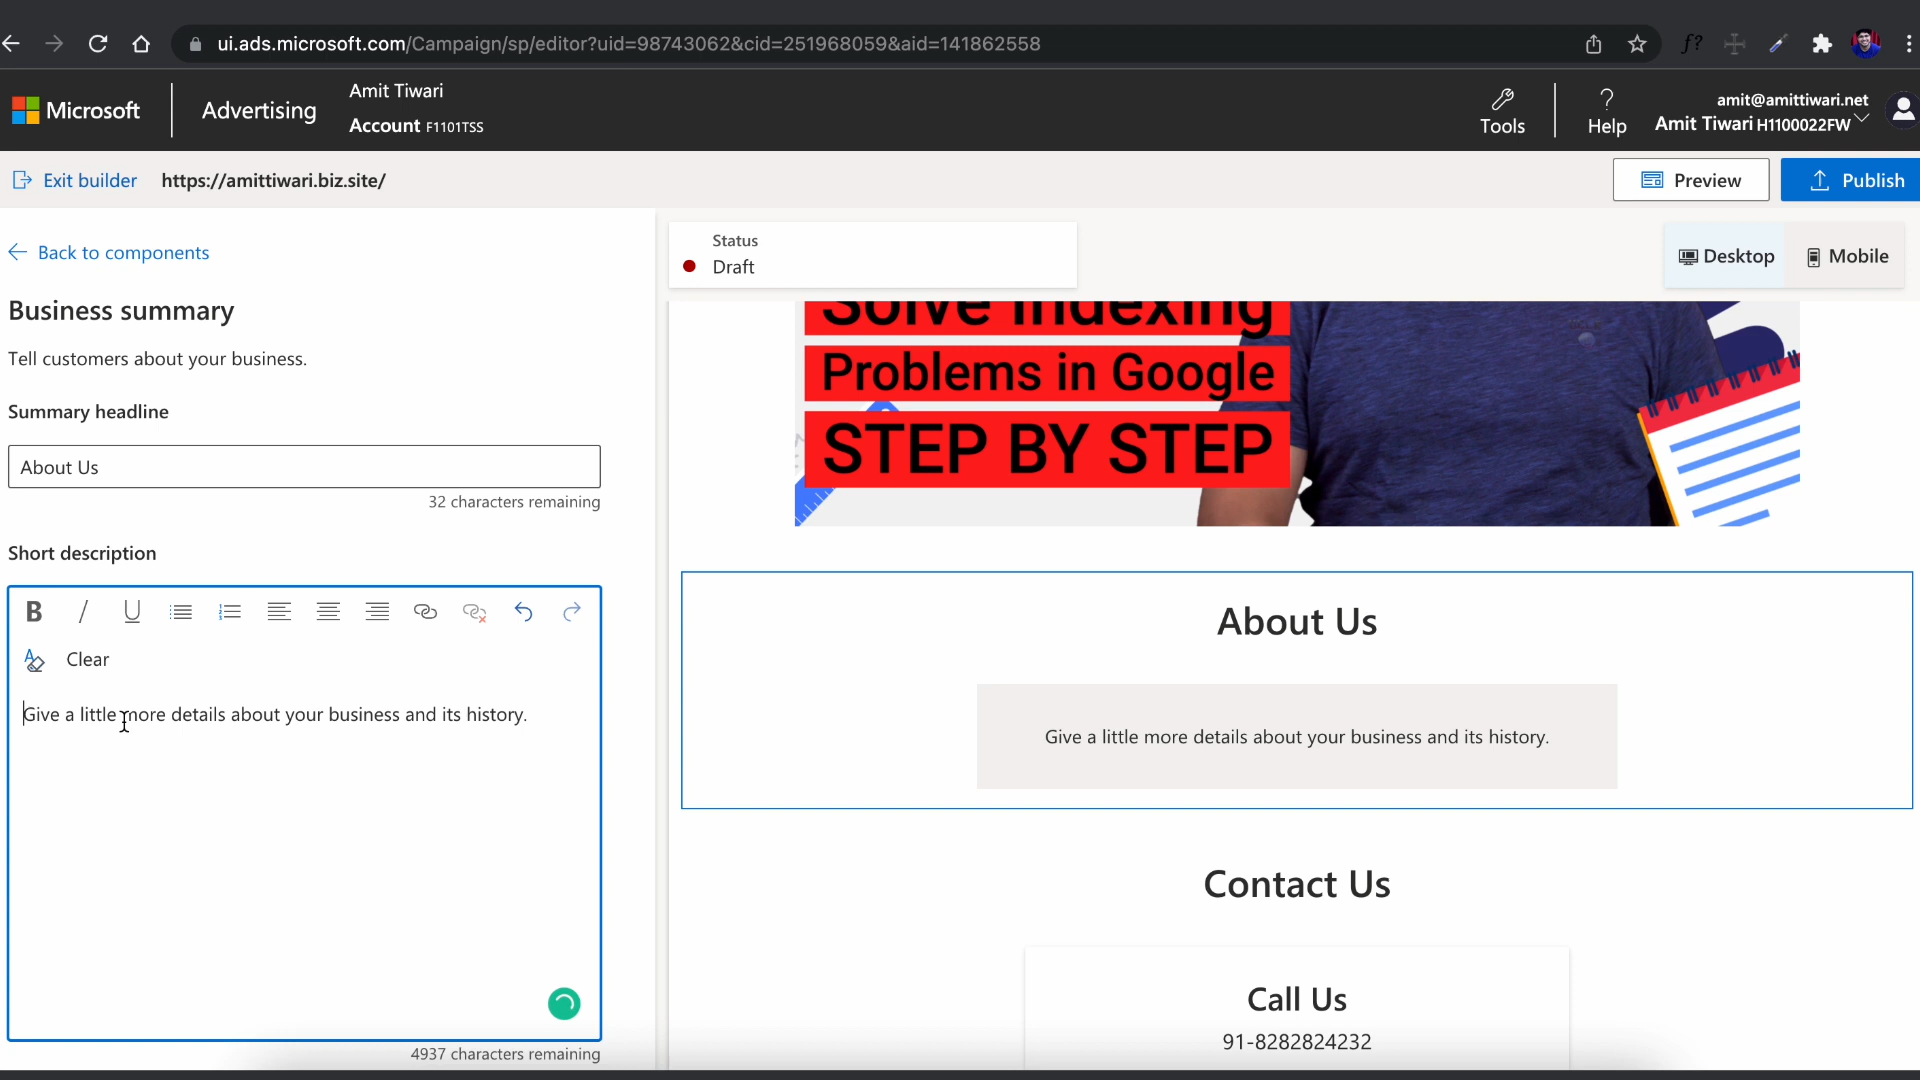 ui.ads.microsoft.com/Campaign/sp/editor?uid=98743062&cid=251968059&aid=141862558
f?
Microsoft
Advertising
Amit Tiwari
Account F1101TSS
Tools
?
Help
amit@amittiwari.net
Amit Tiwari H1100022FW
Exit builder
https://amittiwari.biz.site/
Preview
Publish
Back to components
Status
Draft
Desktop
Mobile
Business summary
Tell customers about your business.
Summary headline
About Us
32 characters remaining
Short description
B / U
Clear
Give a little more details about your business and its history.
4937 characters remaining
Solve Indexing
Problems in Google
STEP BY STEP
About Us
Give a little more details about your business and its history.
Contact Us
Call Us
91-8282824232